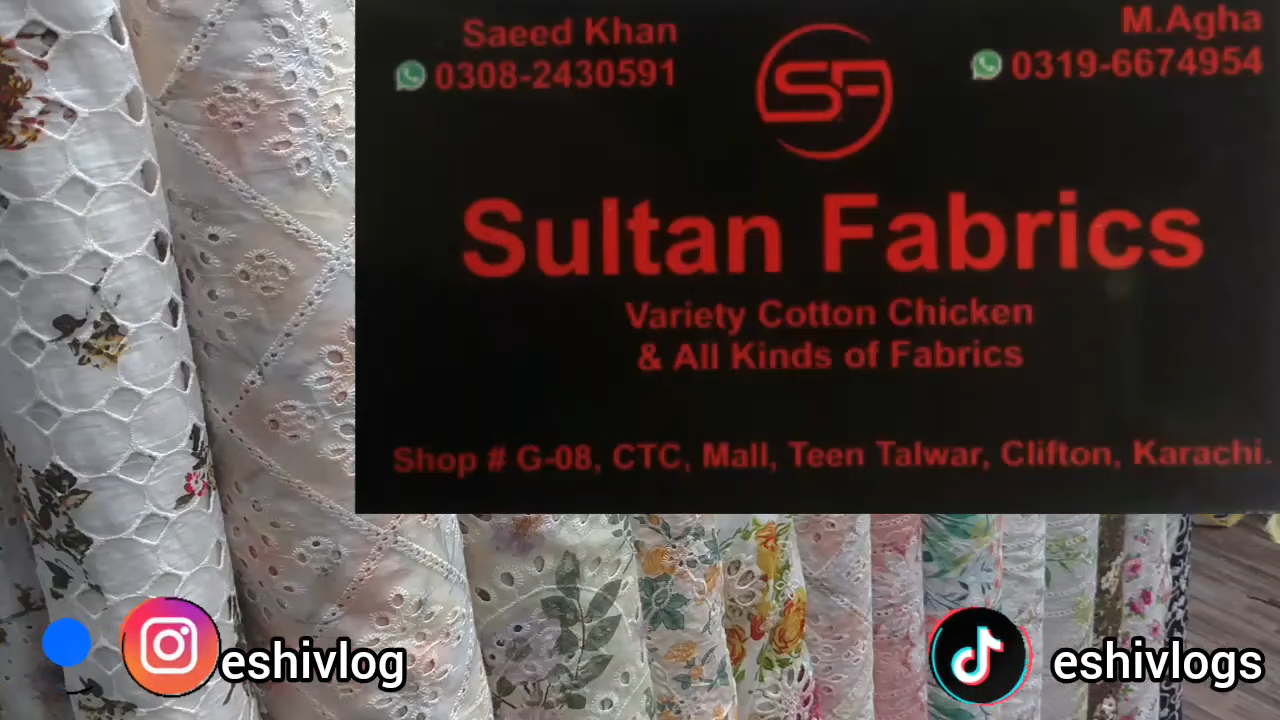 Saeed Khan
0308-2430591
M.Agha
0319-6674954
SF
Sultan Fabrics
Variety Cotton Chicken
& All Kinds of Fabrics
Shop # G-08, CTC, Mall, Teen Talwar, Clifton, Karachi.
eshivlog
eshivlogs